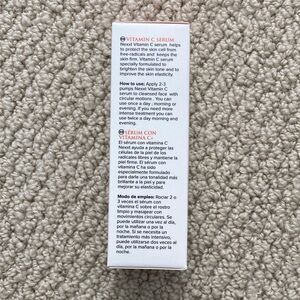 VITAMIN C SERUM
Nexxt Vitamin C serum helps
to protect the skin cell from
free-radicals and keeps the
skin firm. Vitamin C serum
specially formulated to
brighten the skin tone and to
improve the skin elasticity.
How to use: Apply 2-3
pumps Nexxt Vitamin C
serum to cleansed face with
circular motions. You can
use once a day; morning or
evening. If you need more
Intense treatment you can
use twice a day morning and
evening.
SÉRUM CON
VITAMINA C+
El sérum con vitamina C
Nexxt ayuda a proteger las
células de la piel de los
radicales libres y mantiene la
piel firme. El sérum con
vitamina C ha sido
especialmente formulado
para darle una tonalidad más
brillante a la piel y para
mejorar su elasticidad.
Modo de empleo: Rociar 2 o
3 veces el sérum con
vitamina C sobre el rostro
limpio y masajear con
movimientos circulares. Se
puede utilizar una vez al día,
por la mañana o por la
noche. Si se necesita un
tratamiento más intensivo,
puede utilizarse dos veces al
día, por la mañana o por la
noche.